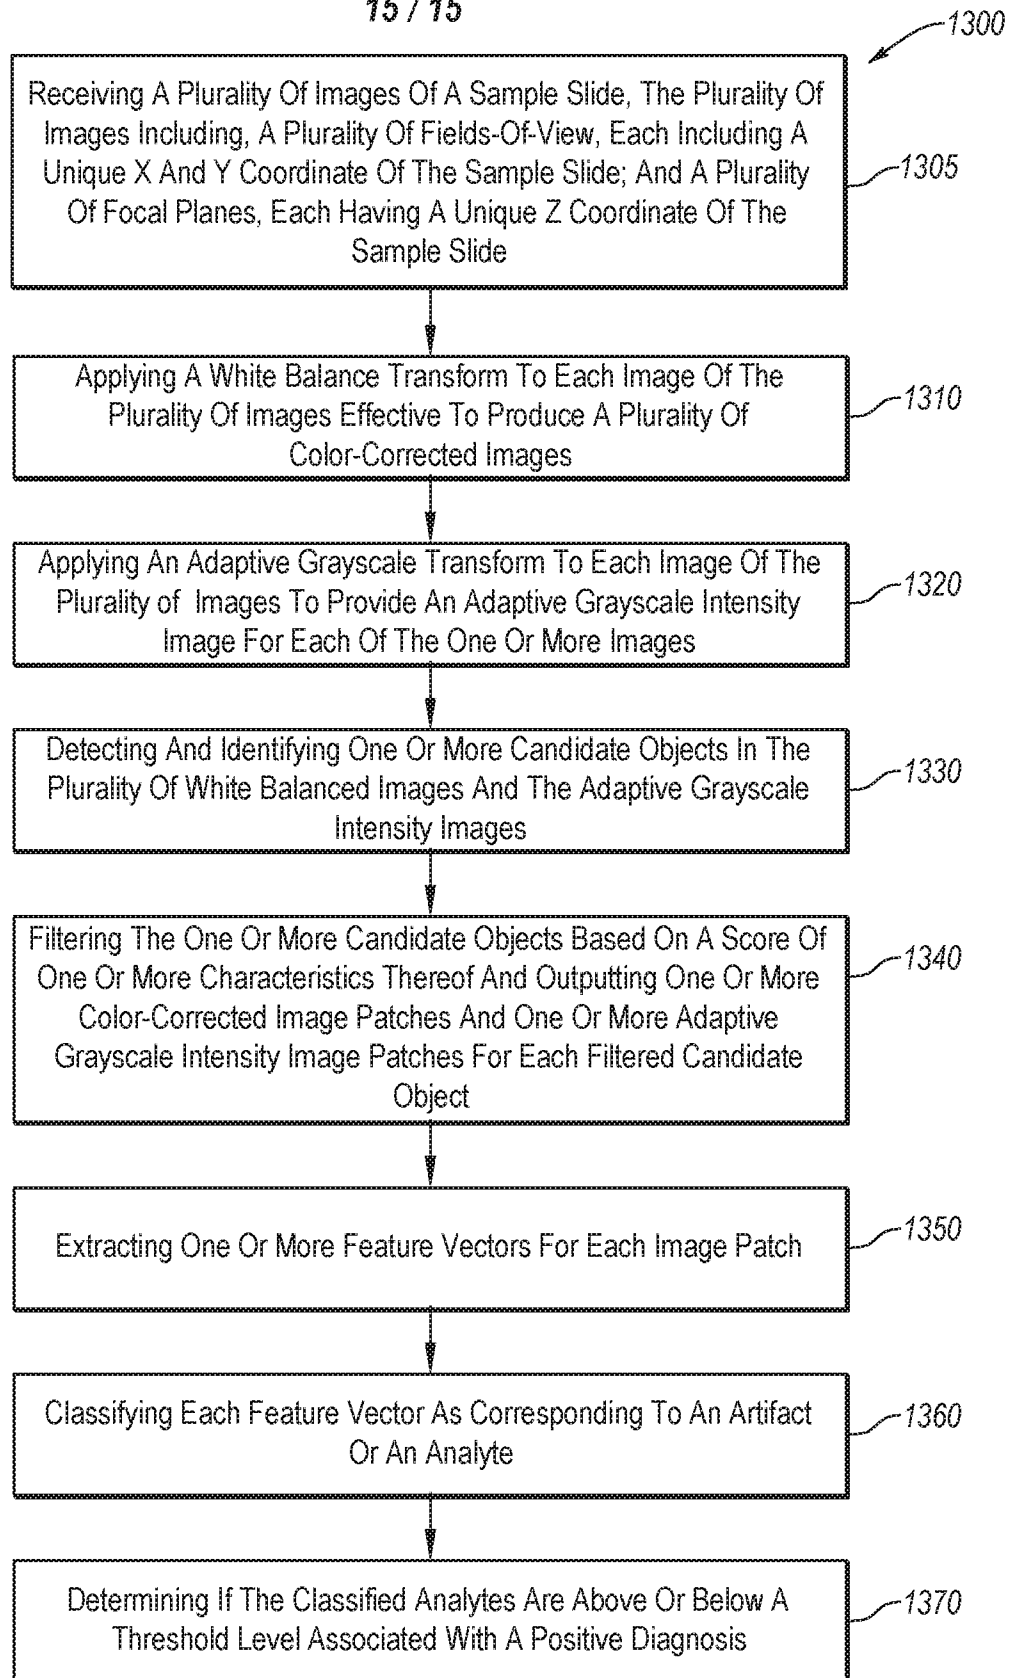 15 / 15
1300
Receiving A Plurality Of Images Of A Sample Slide, The Plurality Of
Images Including, A Plurality Of Fields-Of-View, Each Including A
Unique X And Y Coordinate Of The Sample Slide; And A Plurality
Of Focal Planes, Each Having A Unique Z Coordinate Of The
Sample Slide
1305
Applying A White Balance Transform To Each Image Of The
Plurality Of Images Effective To Produce A Plurality Of
Color-Corrected Images
1310
Applying An Adaptive Grayscale Transform To Each Image Of The
Plurality of Images To Provide An Adaptive Grayscale Intensity
Image For Each Of The One Or More Images
1320
Detecting And Identifying One Or More Candidate Objects In The
Plurality Of White Balanced Images And The Adaptive Grayscale
Intensity Images
1330
Filtering The One Or More Candidate Objects Based On A Score Of
One Or More Characteristics Thereof And Outputting One Or More
Color-Corrected Image Patches And One Or More Adaptive
Grayscale Intensity Image Patches For Each Filtered Candidate
Object
1340
Extracting One Or More Feature Vectors For Each Image Patch
1350
Classifying Each Feature Vector As Corresponding To An Artifact
Or An Analyte
1360
Determining If The Classified Analytes Are Above Or Below A
Threshold Level Associated With A Positive Diagnosis
1370